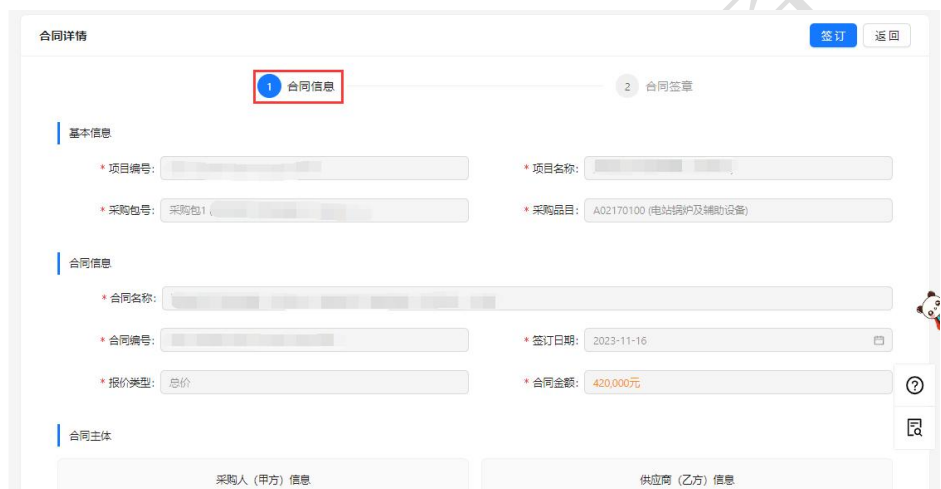 合同详情
签订 返回
1 合同信息
2 合同签章
基本信息
* 项目编号:
* 项目名称:
* 采购包号: 采购包1 (
* 采购品目: A02170100 (电站锅炉及辅助设备)
合同信息
* 合同名称:
* 合同编号:
* 签订日期: 2023-11-16
* 报价类型: 总价
* 合同金额: 420,000元
合同主体
采购人（甲方）信息
供应商（乙方）信息